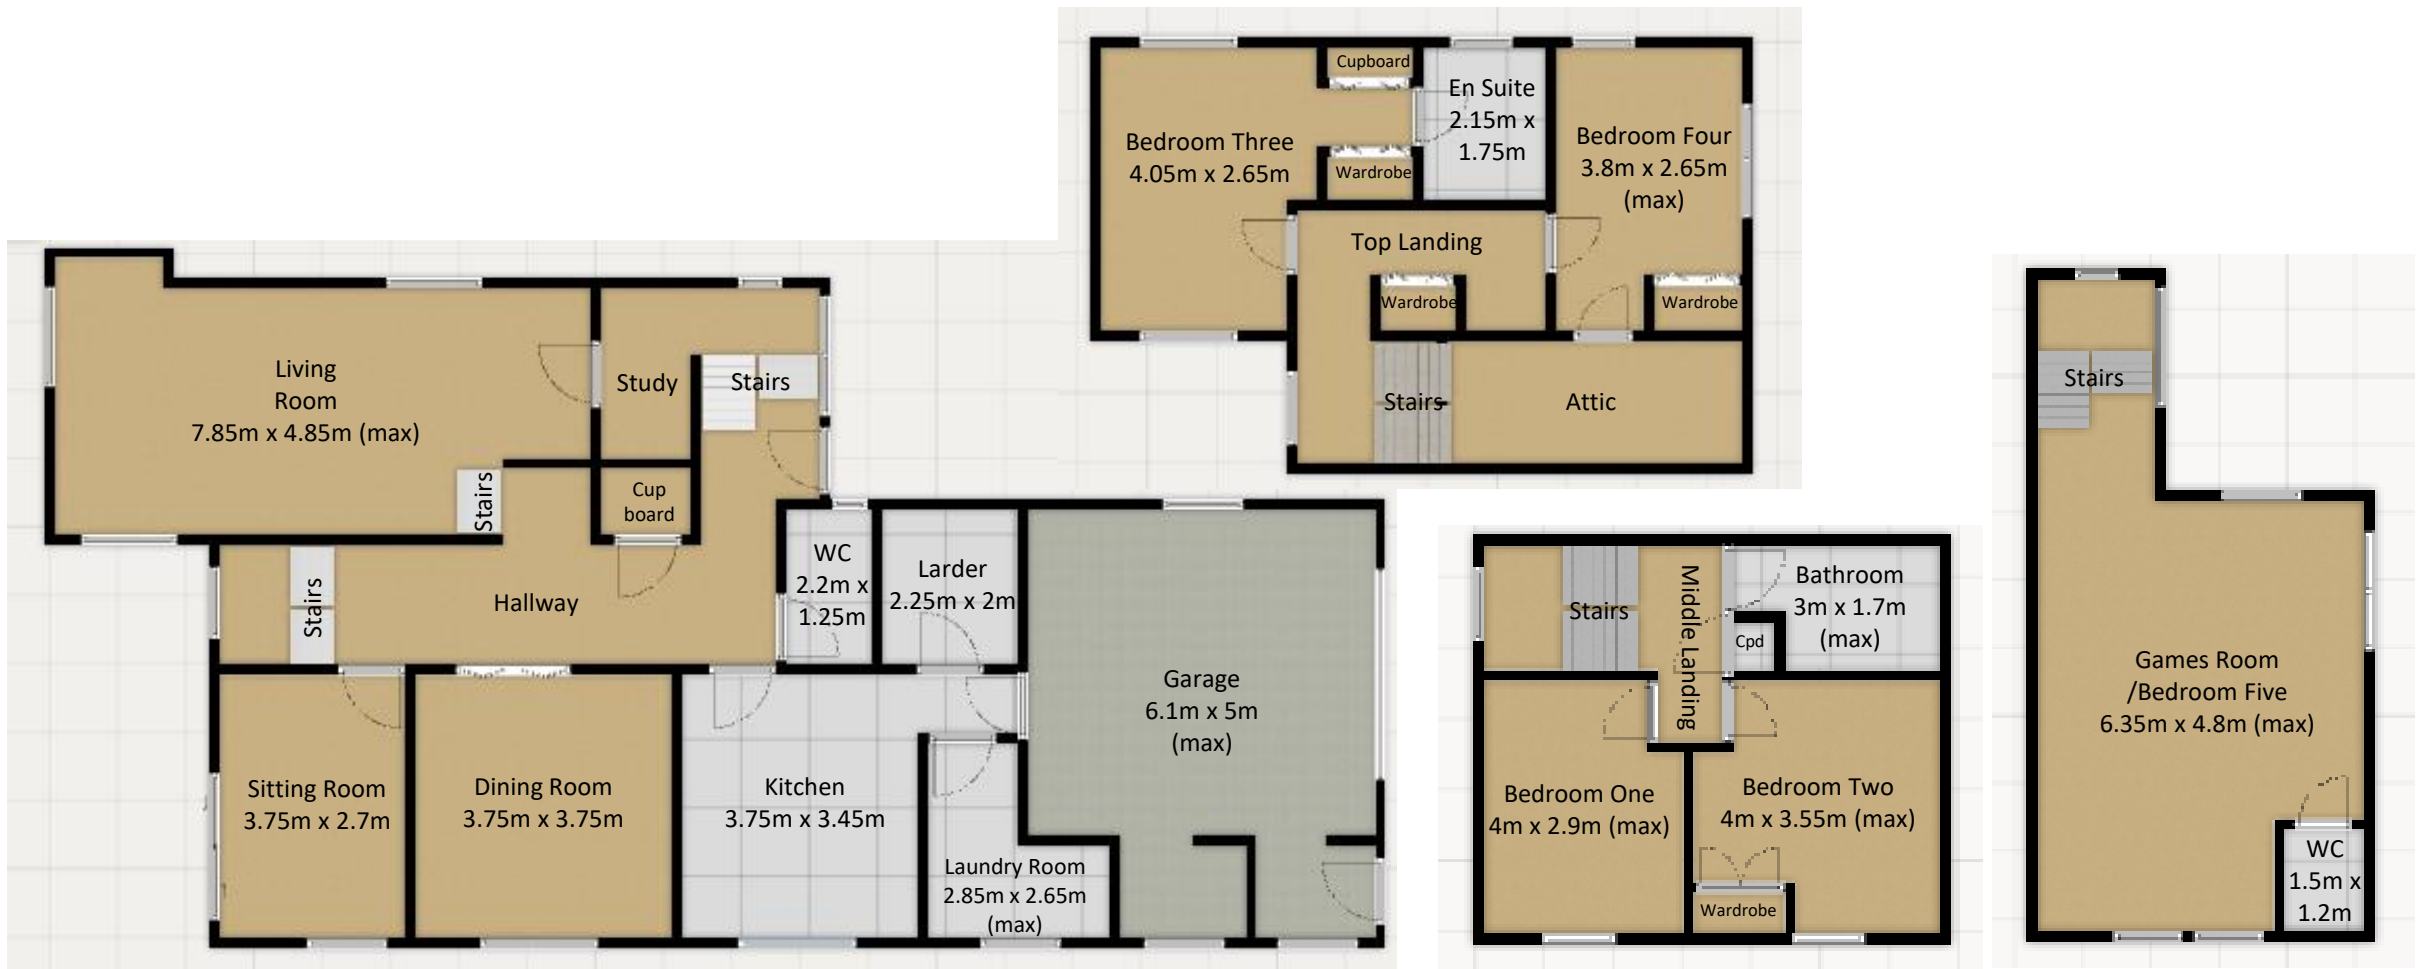 Living
Room
7.85m x 4.85m (max)
Study
Stairs
Stairs
Cup
board
Stairs
Hallway
WC
2.2m x
1.25m
Larder
2.25m x 2m
Garage
6.1m x 5m
(max)
Sitting Room
3.75m x 2.7m
Dining Room
3.75m x 3.75m
Kitchen
3.75m x 3.45m
Laundry Room
2.85m x 2.65m
(max)
Cupboard
En Suite
2.15m x
1.75m
Bedroom Three
4.05m x 2.65m
Wardrobe
Bedroom Four
3.8m x 2.65m
(max)
Top Landing
Wardrobe
Wardrobe
Stairs
Attic
Stairs
Middle Landing
Bathroom
3m x 1.7m
(max)
Cpd
Bedroom One
4m x 2.9m (max)
Bedroom Two
4m x 3.55m (max)
Wardrobe
Stairs
Games Room
/Bedroom Five
6.35m x 4.8m (max)
WC
1.5m x
1.2m